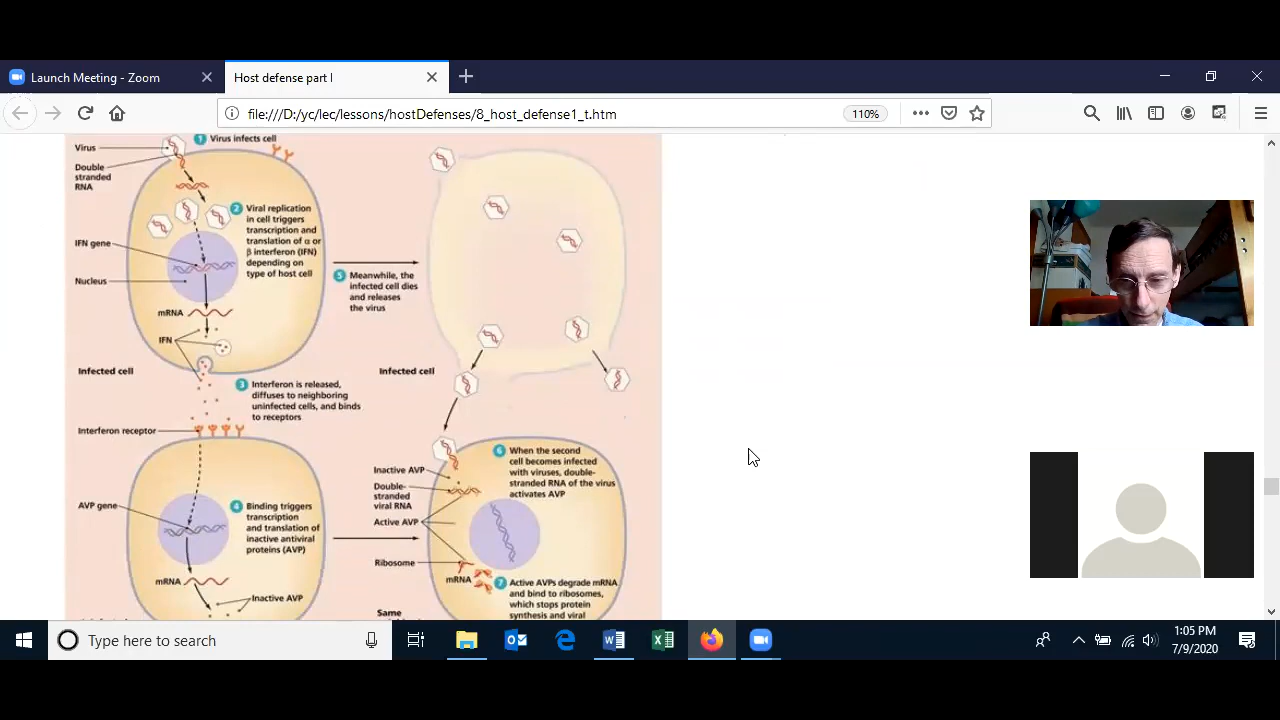 Launch Meeting - Zoom
Host defense part I
file:///D:/yc/lec/lessons/hostDefenses/8_host_defense1_t.htm
110%
1 Virus infects cell
Virus
Double
stranded
RNA
2 Viral replication
in cell triggers
transcription and
translation of α or
β interferon (IFN)
depending on
type of host cell
IFN gene
Nucleus
mRNA
IFN
Infected cell
5 Meanwhile, the
infected cell dies
and releases
the virus
Infected cell
3 Interferon is released,
diffuses to neighboring
uninfected cells, and binds
to receptors
Interferon receptor
AVP gene
4 Binding triggers
transcription
and translation of
inactive antiviral
proteins (AVP)
mRNA
Inactive AVP
6 When the second
cell becomes infected
with viruses, double-
stranded RNA of the virus
activates AVP
Inactive AVP
Double-
stranded
viral RNA
Active AVP
Ribosome
mRNA
7 Active AVPs degrade mRNA
and bind to ribosomes,
which stops protein
synthesis and viral
Same
Type here to search
1:05 PM
7/9/2020